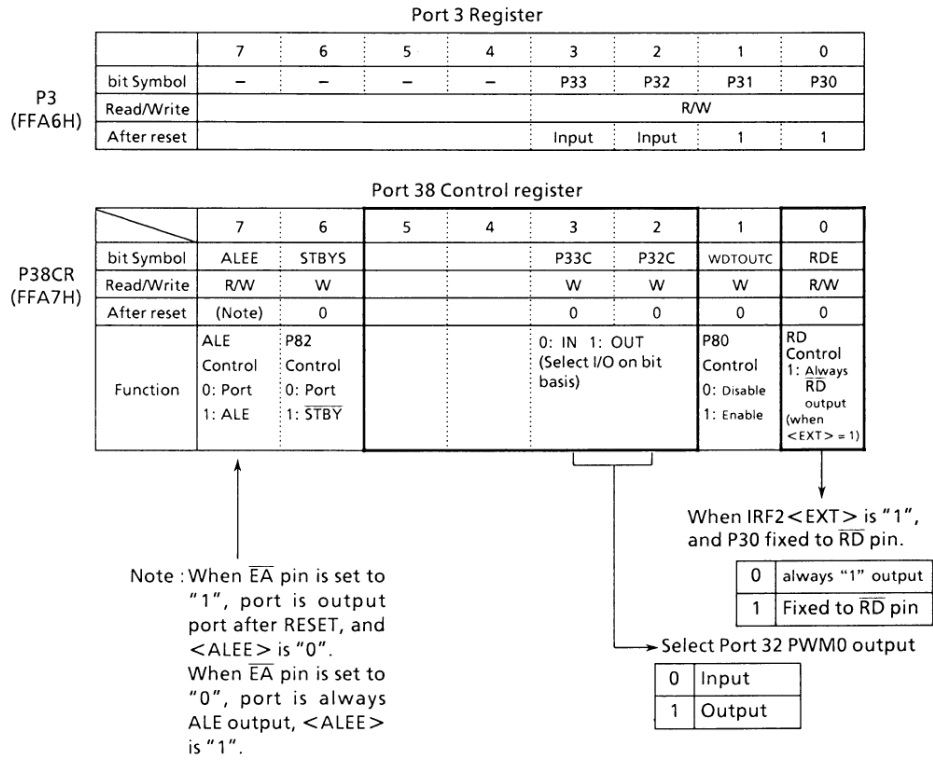 Port 3 Register
7 6 5 4 3 2 1 0
bit Symbol – – – – P33 P32 P31 P30
P3
(FFA6H)
Read/Write R/W
After reset Input Input 1 1
Port 38 Control register
7 6 5 4 3 2 1 0
bit Symbol ALEE STBYS P33C P32C WDTOUTC RDE
P38CR
(FFA7H)
Read/Write R/W W W W W R/W
After reset (Note) 0 0 0 0 0
Function
ALE
Control
0: Port
1: ALE
P82
Control
0: Port
1: S̅T̅B̅Y̅
0: IN 1: OUT
(Select I/O on bit
basis)
P80
Control
0: Disable
1: Enable
RD
Control
1: Always
R̅D̅
output
(when
<EXT> = 1)
When IRF2<EXT> is "1",
and P30 fixed to R̅D̅ pin.
0 always "1" output
1 Fixed to R̅D̅ pin
Select Port 32 PWM0 output
0 Input
1 Output
Note : When E̅A̅ pin is set to
"1", port is output
port after RESET, and
<ALEE> is "0".
When E̅A̅ pin is set to
"0", port is always
ALE output, <ALEE>
is "1".